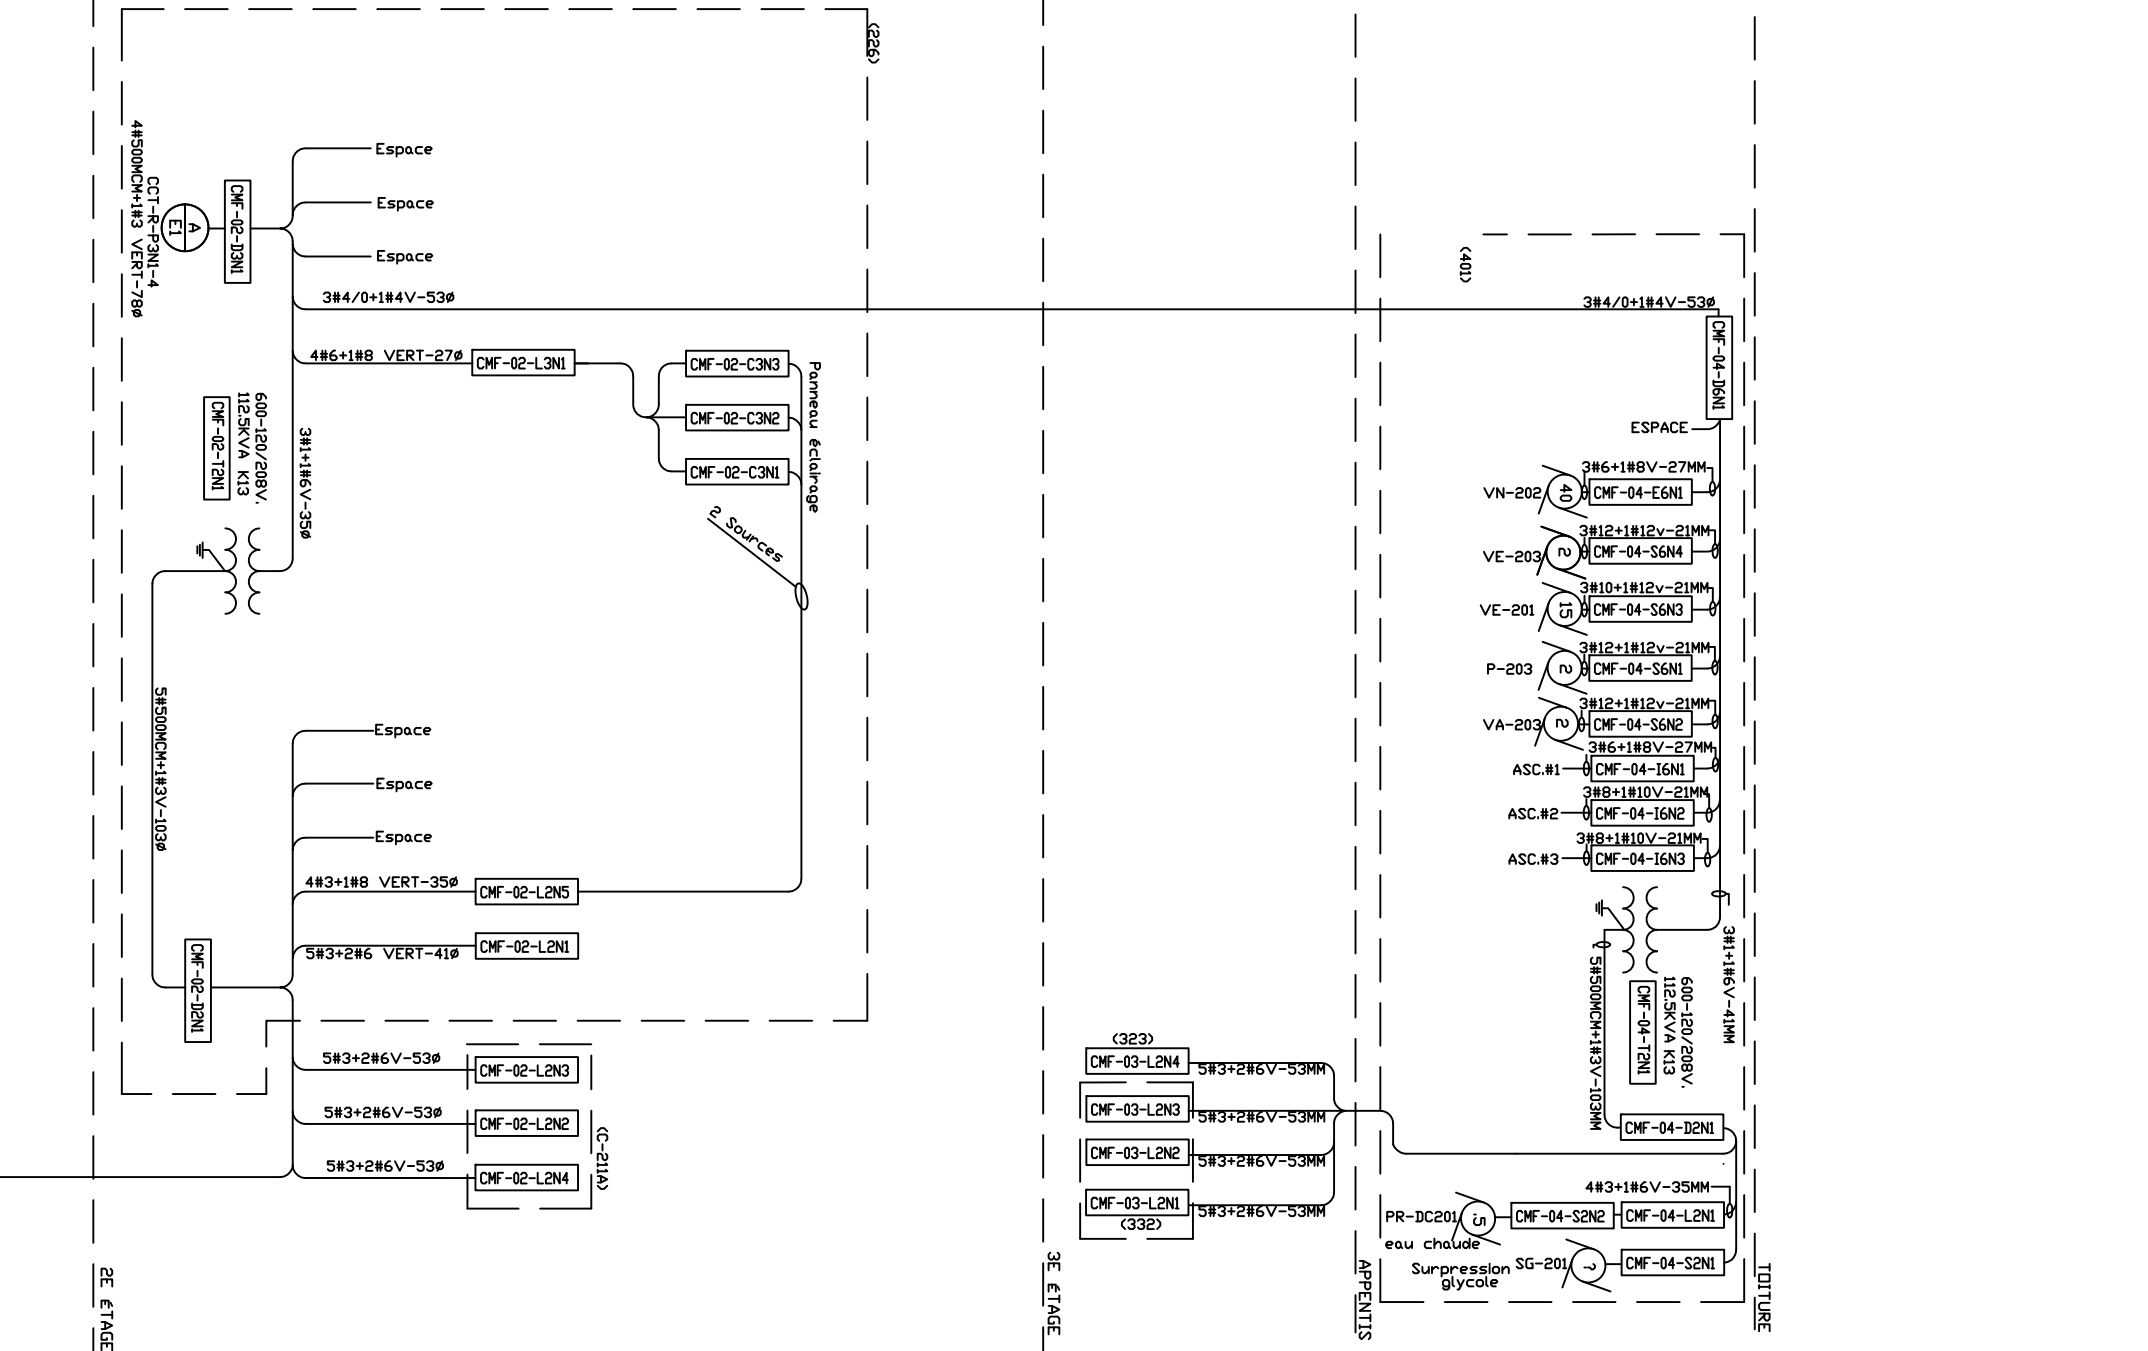 (226)
4#500MCM+1#3 VERT-78ø
CCT-R-P3N1-4
A
E1
CMF-02-D3N1
Espace
Espace
Espace
3#4/0+1#4V-53ø
4#6+1#8 VERT-27ø
CMF-02-L3N1
CMF-02-C3N3
CMF-02-C3N2
CMF-02-C3N1
Panneau éclairage
2 Sources
600-120/208V.
112.5KVA K13
CMF-02-T2N1
3#1+1#6V-35ø
5#500MCM+1#3V-103ø
Espace
Espace
Espace
4#3+1#8 VERT-35ø
CMF-02-L2N5
5#3+2#6 VERT-41ø
CMF-02-L2N1
CMF-02-D2N1
5#3+2#6V-53ø
CMF-02-L2N3
5#3+2#6V-53ø
CMF-02-L2N2
5#3+2#6V-53ø
CMF-02-L2N4
(C-211A)
2E ÉTAGE
(323)
CMF-03-L2N4
5#3+2#6V-53MM
CMF-03-L2N3
5#3+2#6V-53MM
CMF-03-L2N2
5#3+2#6V-53MM
CMF-03-L2N1
5#3+2#6V-53MM
(332)
3E ÉTAGE
APPENTIS
(401)
3#4/0+1#4V-53ø
CMF-04-D6N1
ESPACE
3#6+1#8V-27MM
VN-202
40
CMF-04-E6N1
3#12+1#12v-21MM
VE-203
2
CMF-04-S6N4
3#10+1#12v-21MM
VE-201
15
CMF-04-S6N3
3#12+1#12v-21MM
P-203
2
CMF-04-S6N1
3#12+1#12v-21MM
VA-203
2
CMF-04-S6N2
3#6+1#8V-27MM
ASC.#1
CMF-04-I6N1
3#8+1#10V-21MM
ASC.#2
CMF-04-I6N2
3#8+1#10V-21MM
ASC.#3
CMF-04-I6N3
3#1+1#6V-41MM
600-120/208V.
112.5KVA K13
CMF-04-T2N1
5#500MCM+1#3V-103MM
CMF-04-D2N1
4#3+1#6V-35MM
PR-DC201
.5
CMF-04-S2N2
CMF-04-L2N1
eau chaude
SG-201
?
CMF-04-S2N1
Surpression
glycole
TOITURE